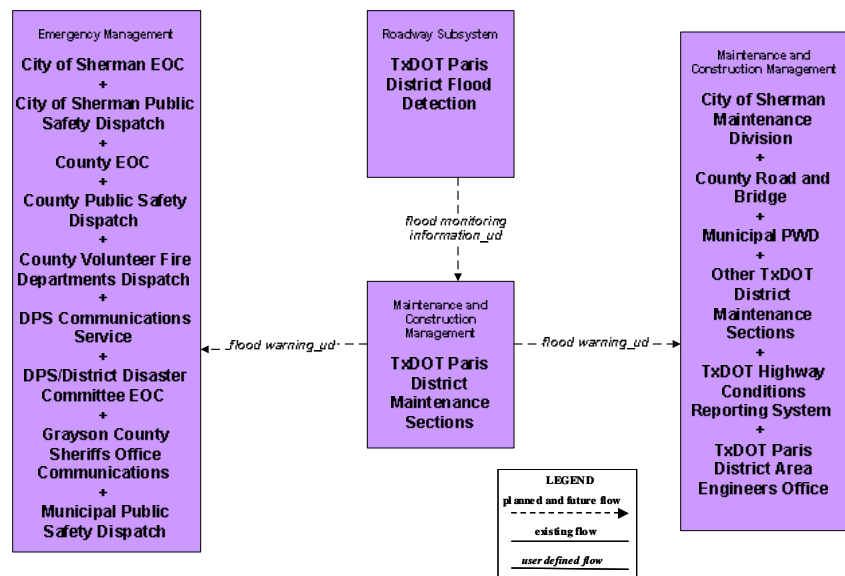 Emergency Management
City of Sherman EOC
+
City of Sherman Public
Safety Dispatch
+
County EOC
+
County Public Safety
Dispatch
+
County Volunteer Fire
Departments Dispatch
+
DPS Communications
Service
+
DPS/District Disaster
Committee EOC
+
Grayson County
Sheriffs Office
Communications
+
Municipal Public
Safety Dispatch
Roadway Subsystem
TxDOT Paris
District Flood
Detection
flood monitoring
information_ud
Maintenance and
Construction
Management
TxDOT Paris
District
Maintenance
Sections
flood warning_ud
flood warning_ud
Maintenance and
Construction Management
City of Sherman
Maintenance
Division
+
County Road and
Bridge
+
Municipal PWD
+
Other TxDOT
District
Maintenance
Sections
+
TxDOT Highway
Conditions
Reporting System
+
TxDOT Paris
District Area
Engineers Office
LEGEND
planned and future flow
existing flow
user defined flow